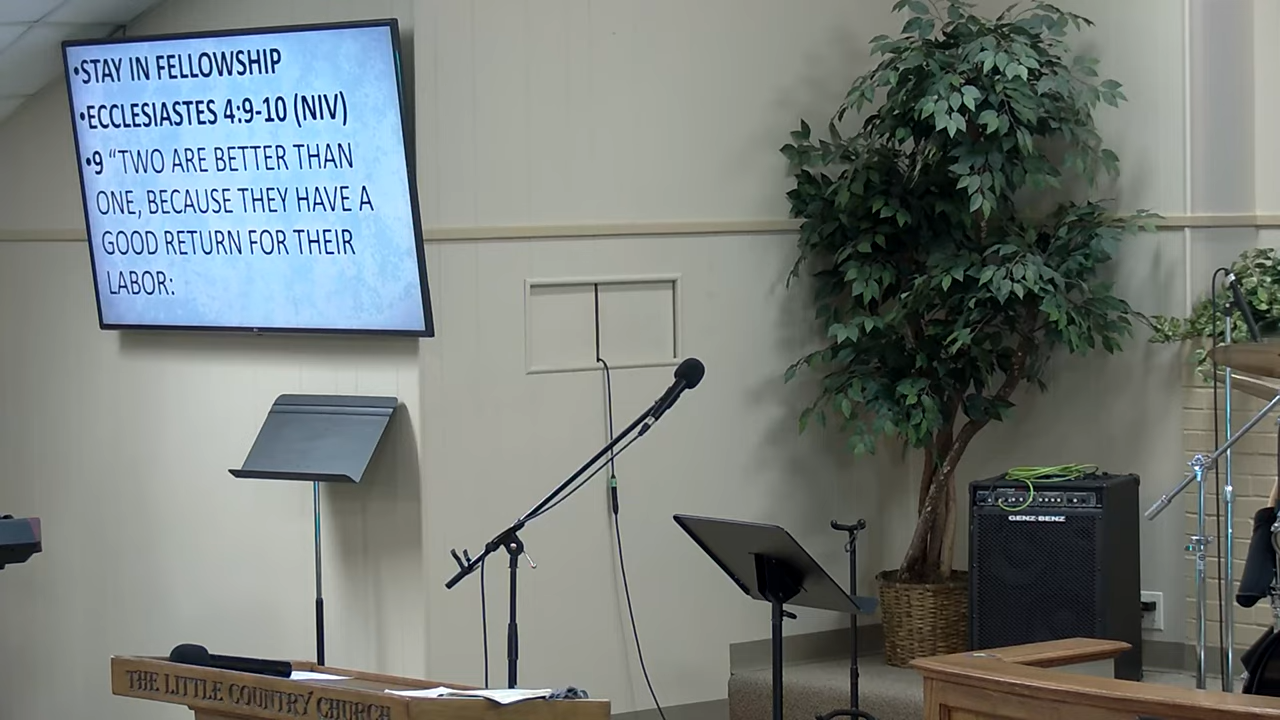 •STAY IN FELLOWSHIP
•ECCLESIASTES 4:9-10 (NIV)
•9 “TWO ARE BETTER THAN
ONE, BECAUSE THEY HAVE A
GOOD RETURN FOR THEIR
LABOR:
GENZ·BENZ
THE LITTLE COUNTRY CHURCH